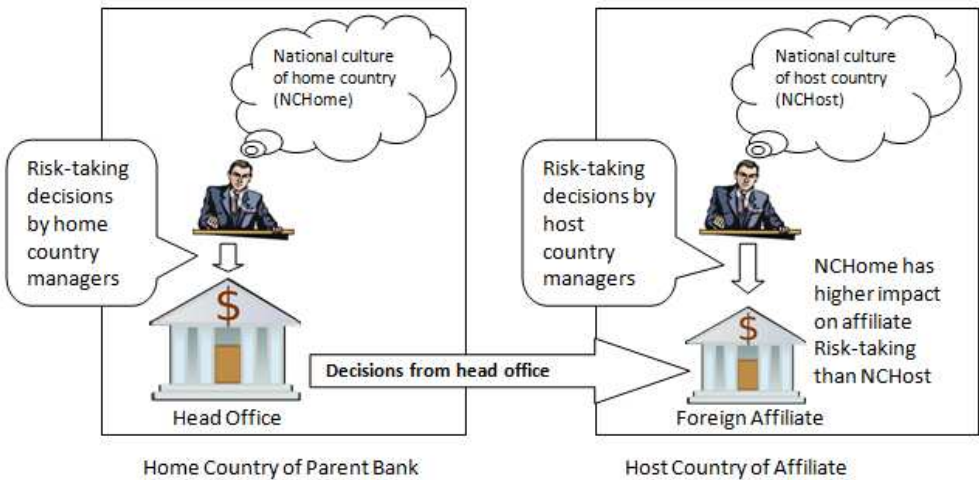 National culture
of home country
(NCHome)
Risk-taking
decisions
by home
country
managers
$
Head Office
Decisions from head office
National culture
of host country
(NCHost)
Risk-taking
decisions by
host
country
managers
NCHome has
higher impact
on affiliate
Risk-taking
than NCHost
$
Foreign Affiliate
Home Country of Parent Bank
Host Country of Affiliate